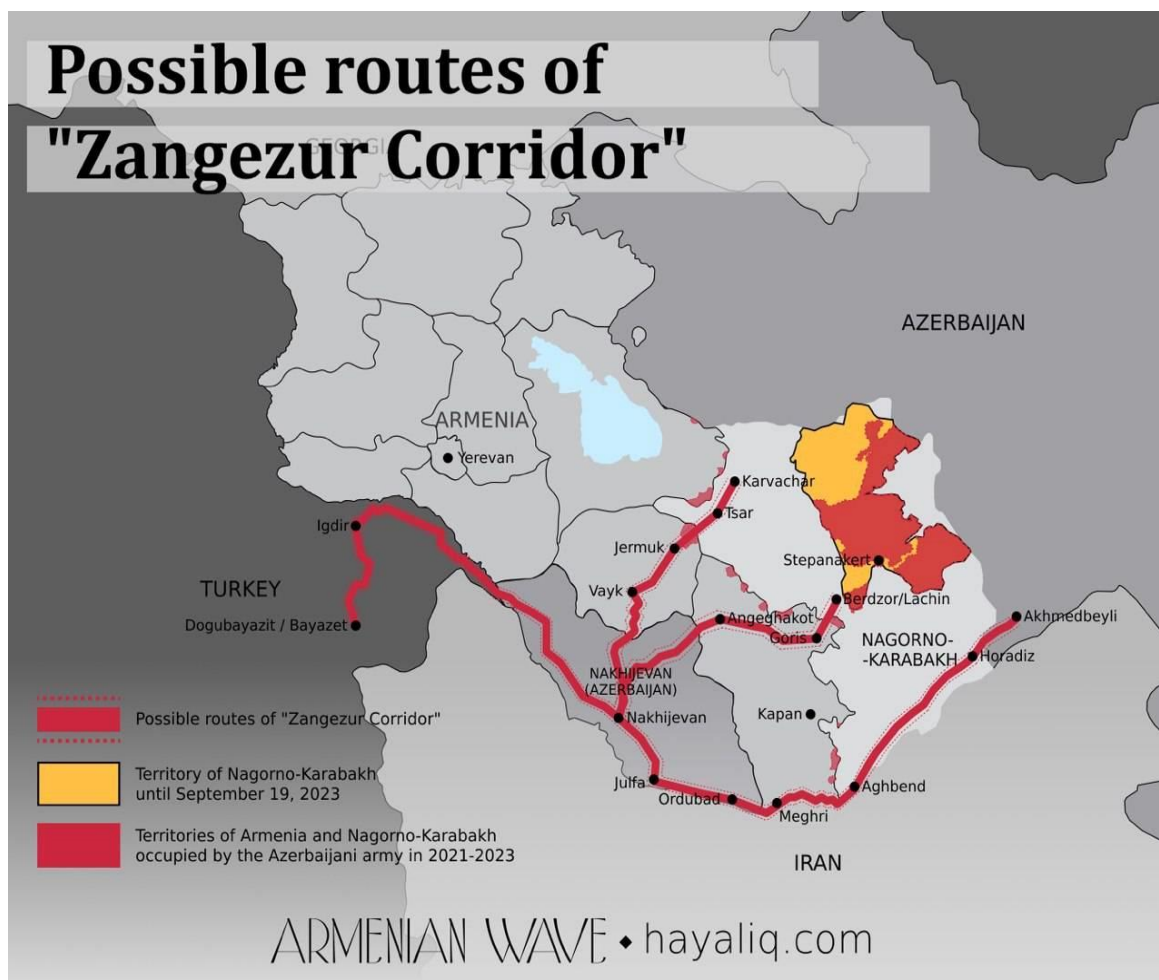 Possible routes of
"Zangezur Corridor"
GEORGIA
AZERBAIJAN
ARMENIA
Yerevan
Karvachar
Tsar
Igdir
Jermuk
Stepanakert
TURKEY
Vayk
Berdzor/Lachin
Dogubayazit / Bayazet
Angeghakot
Akhmedbeyli
Goris
NAGORNO-
-KARABAKH
Horadiz
NAKHIJEVAN
(AZERBAIJAN)
Nakhijevan
Kapan
Possible routes of "Zangezur Corridor"
Julfa
Aghbend
Ordubad
Meghri
Territory of Nagorno-Karabakh
until September 19, 2023
Territories of Armenia and Nagorno-Karabakh
occupied by the Azerbaijani army in 2021-2023
IRAN
ARMENIAN WAVE ◆ hayaliq.com